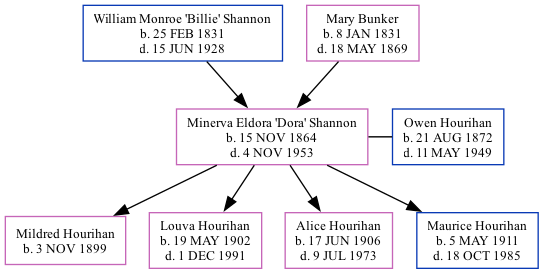 William Monroe 'Billie' Shannon
b. 25 FEB 1831
d. 15 JUN 1928
Mary Bunker
b. 8 JAN 1831
d. 18 MAY 1869
Minerva Eldora 'Dora' Shannon
b. 15 NOV 1864
d. 4 NOV 1953
Owen Hourihan
b. 21 AUG 1872
d. 11 MAY 1949
Mildred Hourihan
b. 3 NOV 1899
Louva Hourihan
b. 19 MAY 1902
d. 1 DEC 1991
Alice Hourihan
b. 17 JUN 1906
d. 9 JUL 1973
Maurice Hourihan
b. 5 MAY 1911
d. 18 OCT 1985